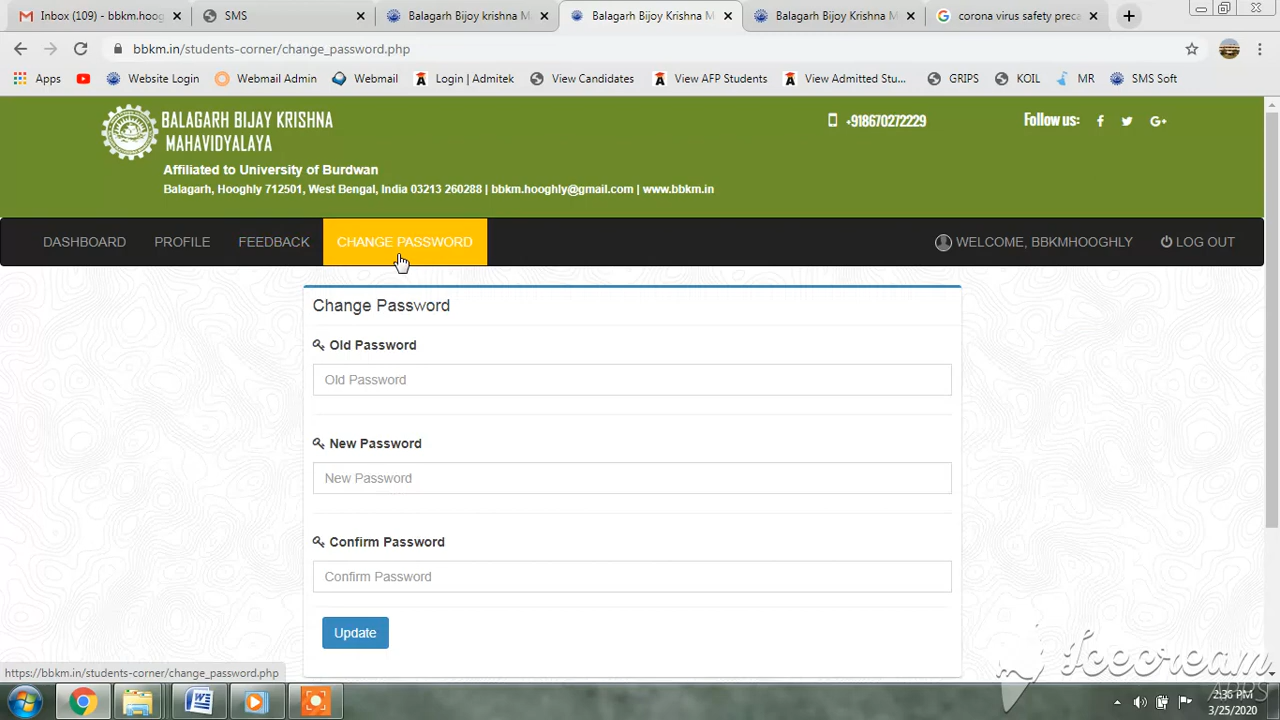 Inbox (109) - bbkm.hoog
SMS
Balagarh Bijoy Krishna M
Balagarh Bijoy Krishna M
Balagarh Bijoy Krishna M
corona virus safety preca
bbkm.in/students-corner/change_password.php
Apps
Website Login
Webmail Admin
Webmail
Login | Admitek
View Candidates
View AFP Students
View Admitted Stu...
GRIPS
KOIL
MR
SMS Soft
BALAGARH BIJAY KRISHNA
MAHAVIDYALAYA
Affiliated to University of Burdwan
Balagarh, Hooghly 712501, West Bengal, India 03213 260288 | bbkm.hooghly@gmail.com | www.bbkm.in
+918670272229
Follow us:
DASHBOARD
PROFILE
FEEDBACK
CHANGE PASSWORD
WELCOME, BBKMHOOGHLY
LOG OUT
Change Password
Old Password
Old Password
New Password
New Password
Confirm Password
Confirm Password
Update
https://bbkm.in/students-corner/change_password.php
Icecream
APPS
2:36 PM
3/25/2020